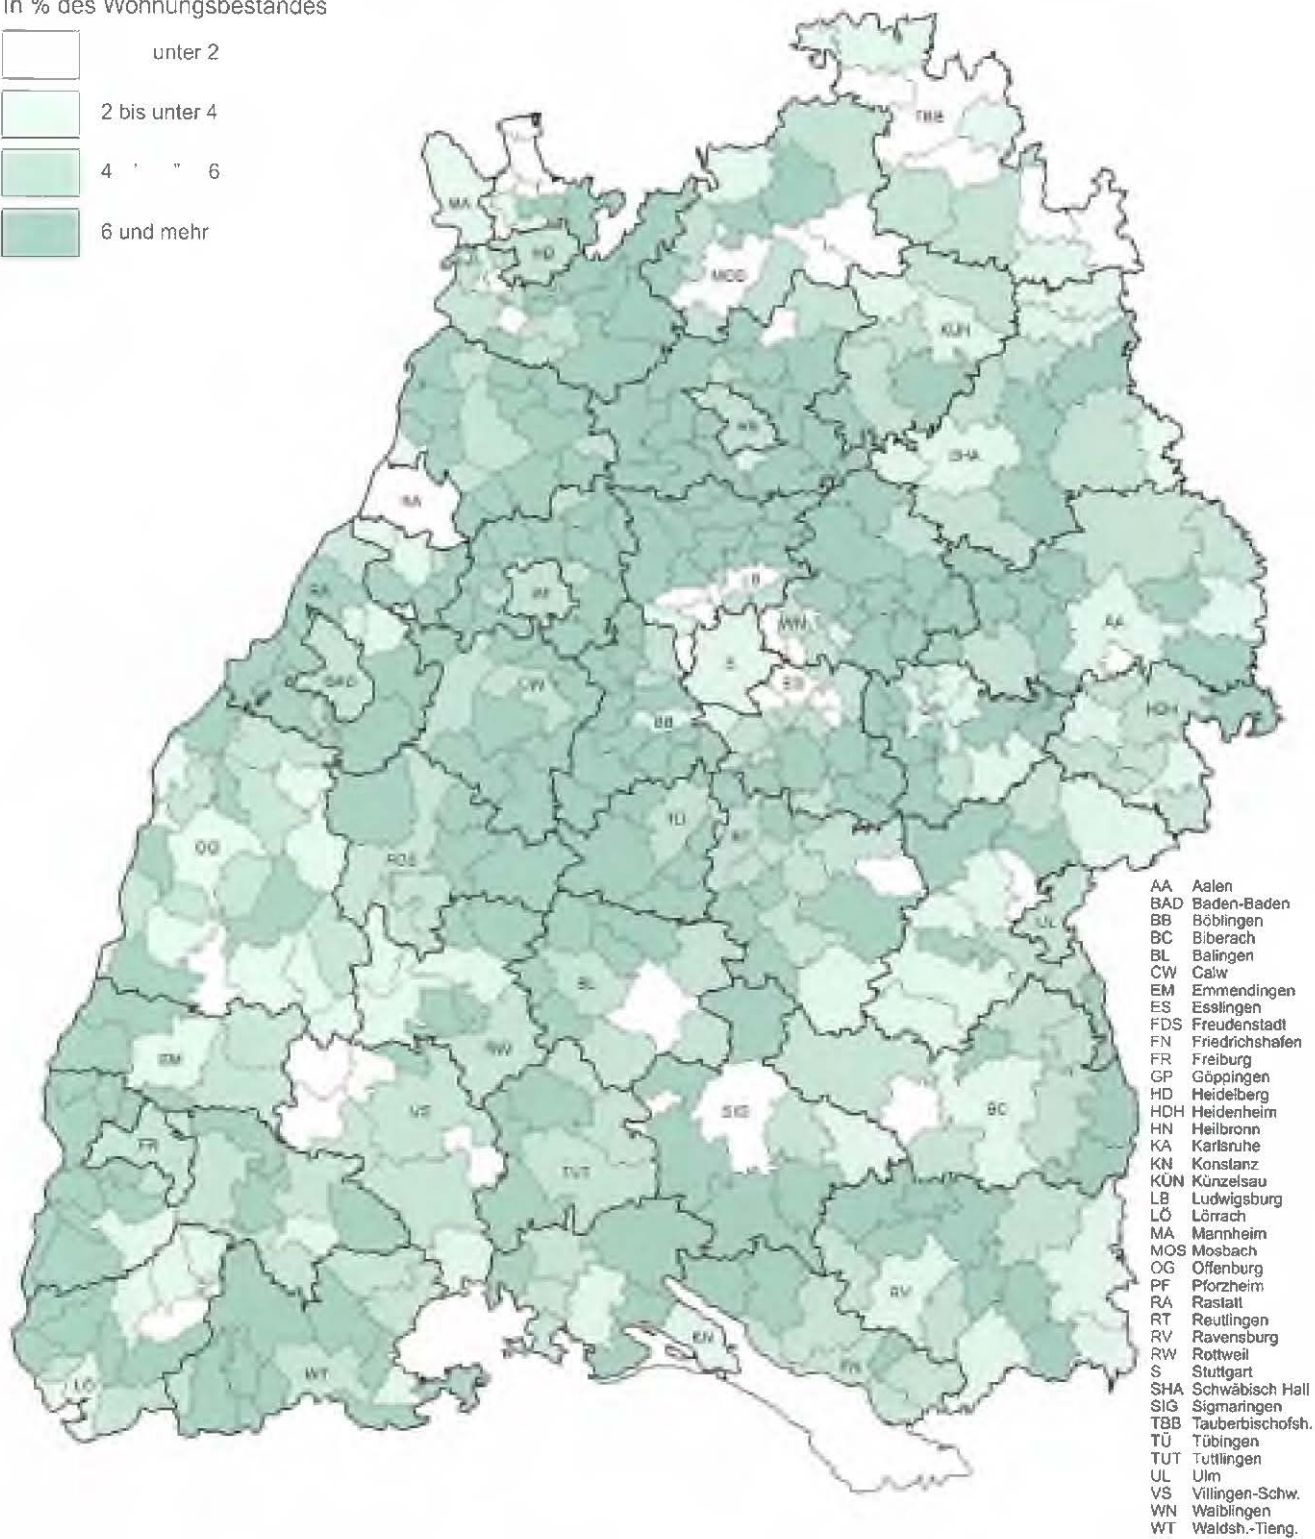 in % des Wohnungsbestandes
unter 2
2 bis unter 4
4 ' " 6
6 und mehr
TBB
MA
HD
MOS
KÜN
HN
SHA
KA
PF
LB
RA
WN
AA
S
BAD
CW
ES
GP
HDH
BB
TÜ
RT
OG
FDS
UL
BL
RW
EM
VS
SIG
BC
FR
TUT
RV
KN
FN
LÖ
WT
AA Aalen
BAD Baden-Baden
BB Böblingen
BC Biberach
BL Balingen
CW Calw
EM Emmendingen
ES Esslingen
FDS Freudenstadt
FN Friedrichshafen
FR Freiburg
GP Göppingen
HD Heidelberg
HDH Heidenheim
HN Heilbronn
KA Karlsruhe
KN Konstanz
KÜN Künzelsau
LB Ludwigsburg
LÖ Lörrach
MA Mannheim
MOS Mosbach
OG Offenburg
PF Pforzheim
RA Rastatt
RT Reutlingen
RV Ravensburg
RW Rottweil
S Stuttgart
SHA Schwäbisch Hall
SIG Sigmaringen
TBB Tauberbischofsh.
TÜ Tübingen
TUT Tuttlingen
UL Ulm
VS Villingen-Schw.
WN Waiblingen
WT Waldsh.-Tieng.